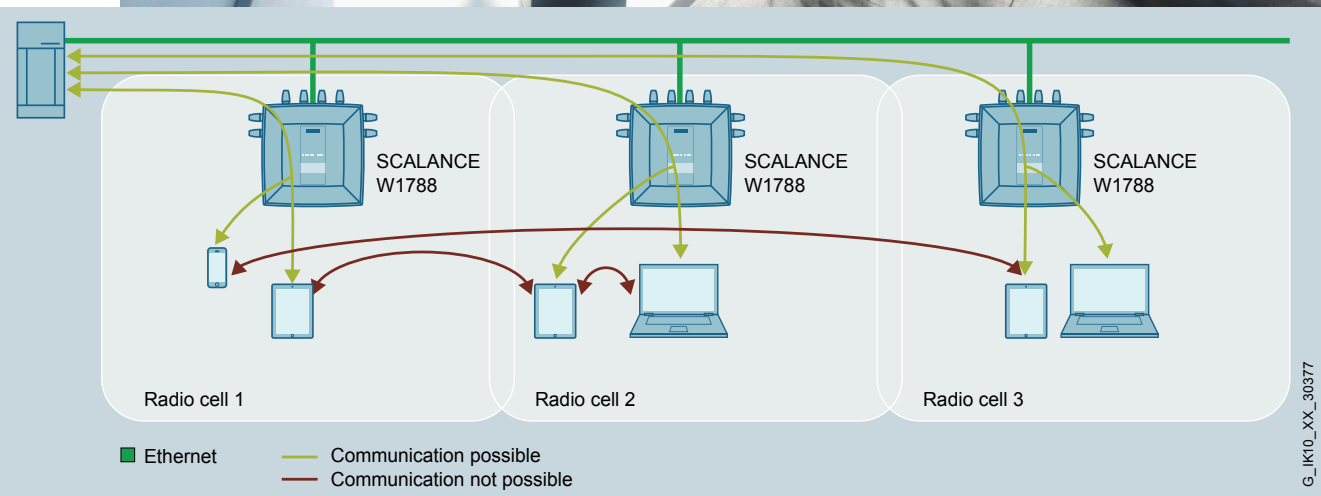 SCALANCE
W1788
SCALANCE
W1788
SCALANCE
W1788
Radio cell 1
Radio cell 2
Radio cell 3
Ethernet
Communication possible
Communication not possible
G_IK10_XX_30377